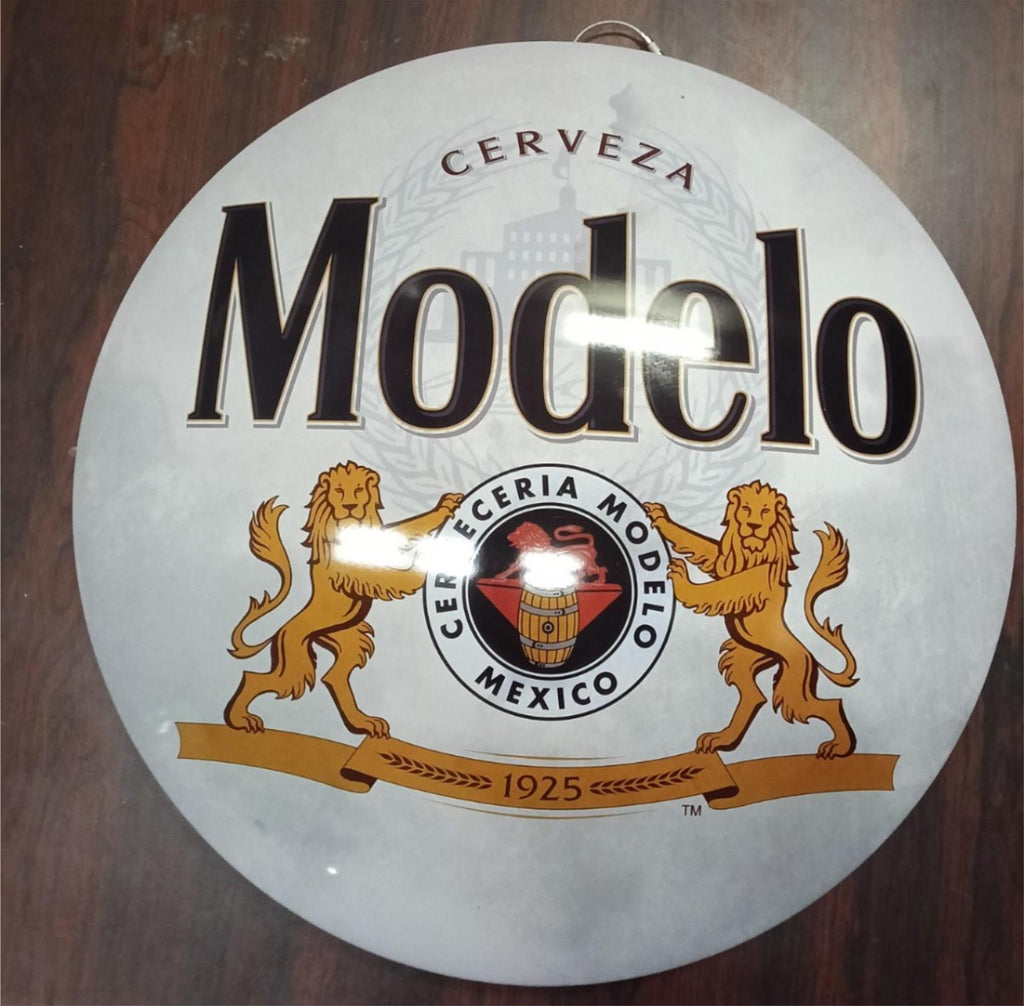 CERVEZA
Modelo
CERVECERIA MODELO
MEXICO
1925
TM